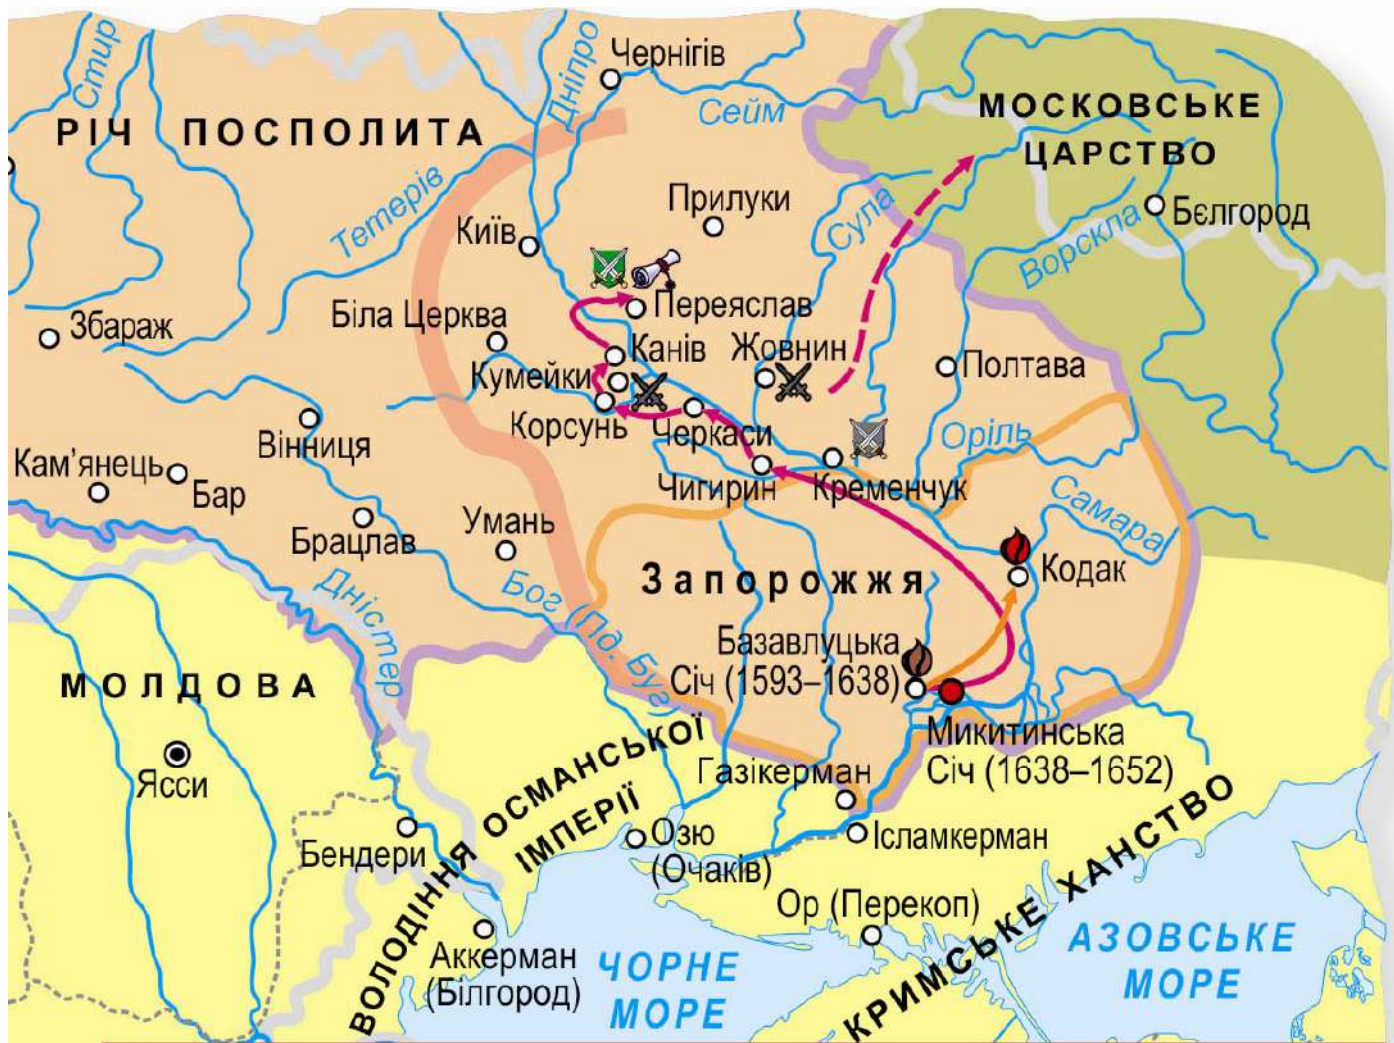 Чернігів
Стир
Дніпро
Сейм
РІЧ ПОСПОЛИТА
МОСКОВСЬКЕ
ЦАРСТВО
Тетерів
Прилуки
Сула
Київ
Ворскла
Бєлгород
Збараж
Біла Церква
Переяслав
Канів
Жовнин
Полтава
Кумейки
Корсунь
Черкаси
Оріль
Вінниця
Кам’янець
Бар
Чигирин
Кременчук
Самара
Умань
Брацлав
Кодак
Запорожжя
Дністер
Бог (Пд. Буг)
Базавлуцька
Січ (1593–1638)
МОЛДОВА
Микитинська
Січ (1638–1652)
Ясси
Газікерман
ВОЛОДІННЯ ОСМАНСЬКОЇ
ІМПЕРІЇ
Бендери
Озю
(Очаків)
Ісламкерман
Ор (Перекоп)
КРИМСЬКЕ ХАНСТВО
Аккерман
(Білгород)
ЧОРНЕ
МОРЕ
АЗОВСЬКЕ
МОРЕ